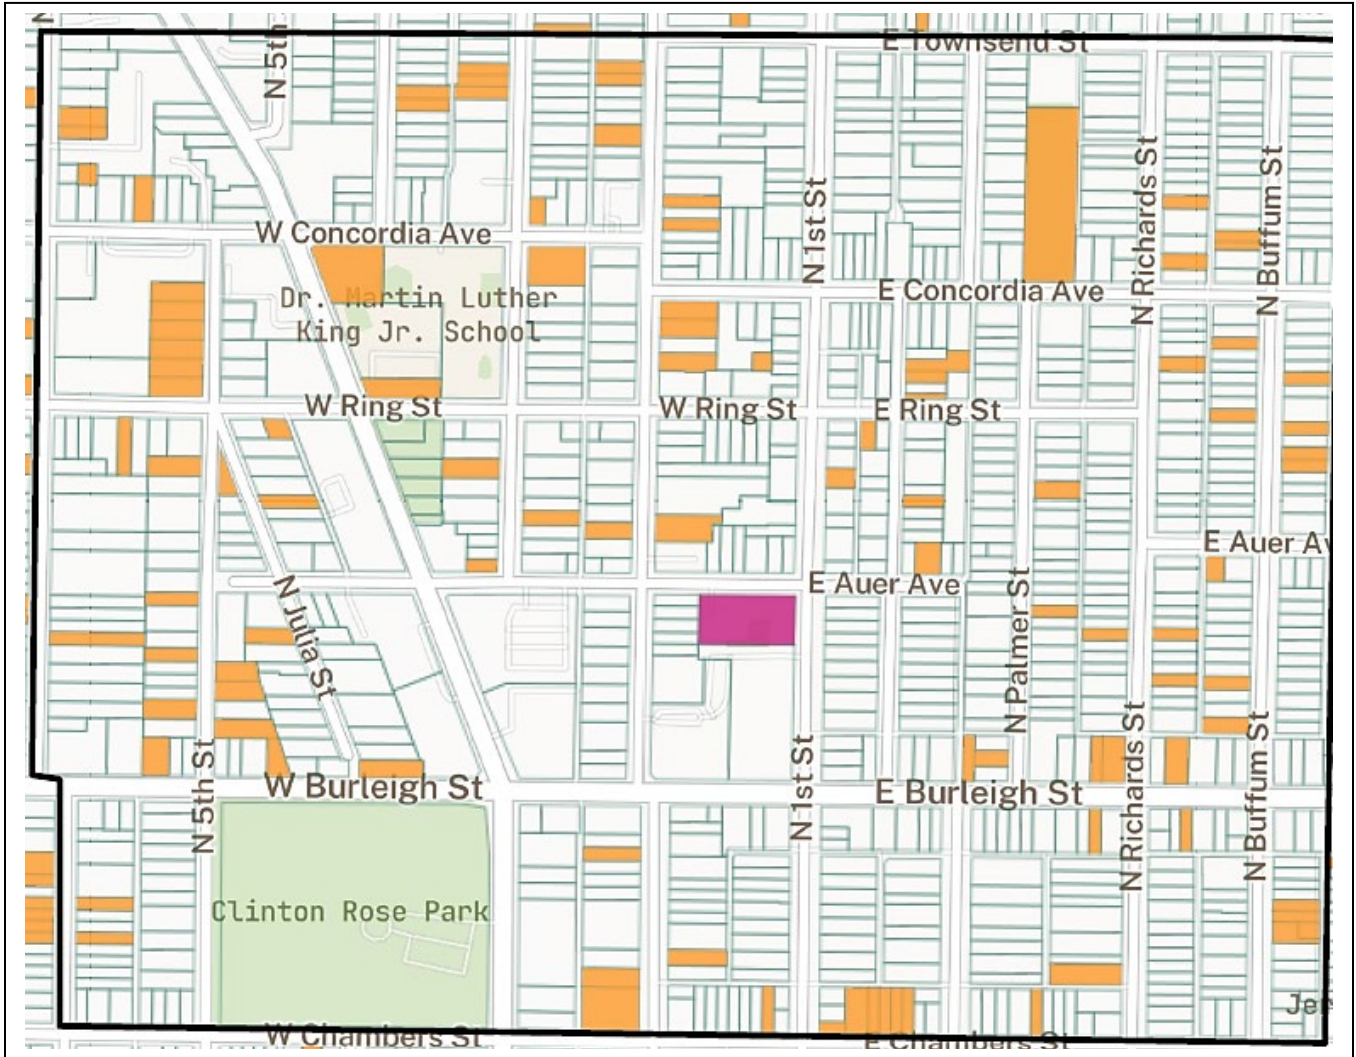 N 5th
E Townsend St
N 1st St
N Richards St
N Buffum St
W Concordia Ave
E Concordia Ave
Dr. Martin Luther
King Jr. School
W Ring St
W Ring St
E Ring St
E Auer Av
E Auer Ave
N Julia St
N Palmer St
N 5th St
N 1st St
N Richards St
N Buffum St
W Burleigh St
E Burleigh St
Clinton Rose Park
Jer
W Chambers St
E Chambers St